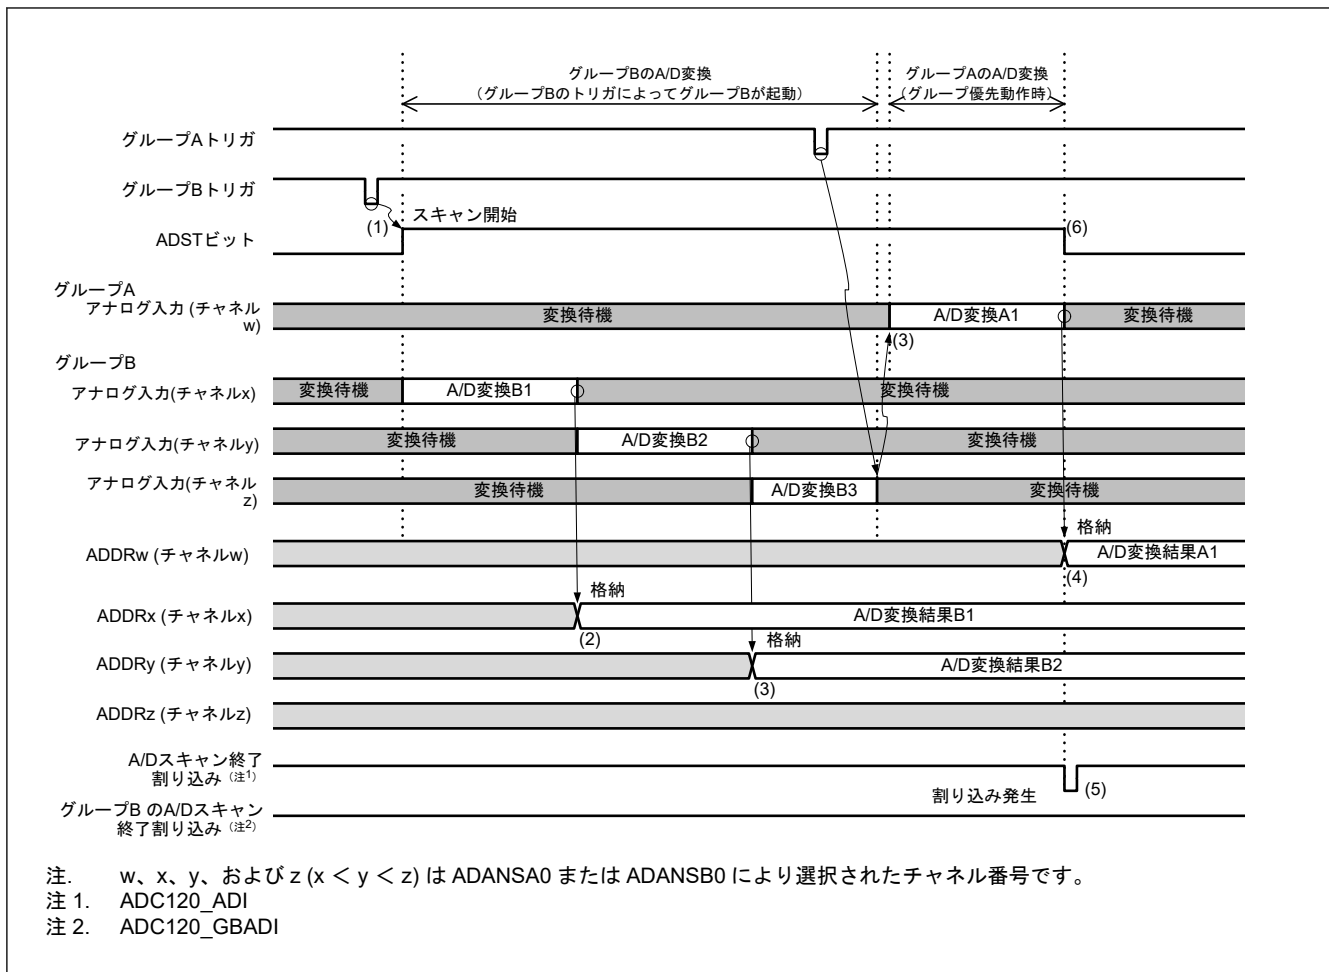 グループBのA/D変換
(グループBのトリガによってグループBが起動)
グループAのA/D変換
(グループ優先動作時)
グループAトリガ
グループBトリガ
(1)
スキャン開始
(6)
ADSTビット
グループA
アナログ入力 (チャネル
w)
変換待機
A/D変換A1
変換待機
(3)
グループB
アナログ入力(チャネルx)
変換待機
A/D変換B1
変換待機
アナログ入力(チャネルy)
変換待機
A/D変換B2
変換待機
アナログ入力(チャネル
z)
変換待機
A/D変換B3
変換待機
格納
ADDRw (チャネルw)
A/D変換結果A1
(4)
格納
ADDRx (チャネルx)
A/D変換結果B1
(2)
格納
ADDRy (チャネルy)
A/D変換結果B2
(3)
ADDRz (チャネルz)
A/Dスキャン終了
割り込み (注1)
割り込み発生
(5)
グループB のA/Dスキャン
終了割り込み (注2)
注. w、x、y、および z (x < y < z) は ADANSA0 または ADANSB0 により選択されたチャネル番号です。
注 1. ADC120_ADI
注 2. ADC120_GBADI